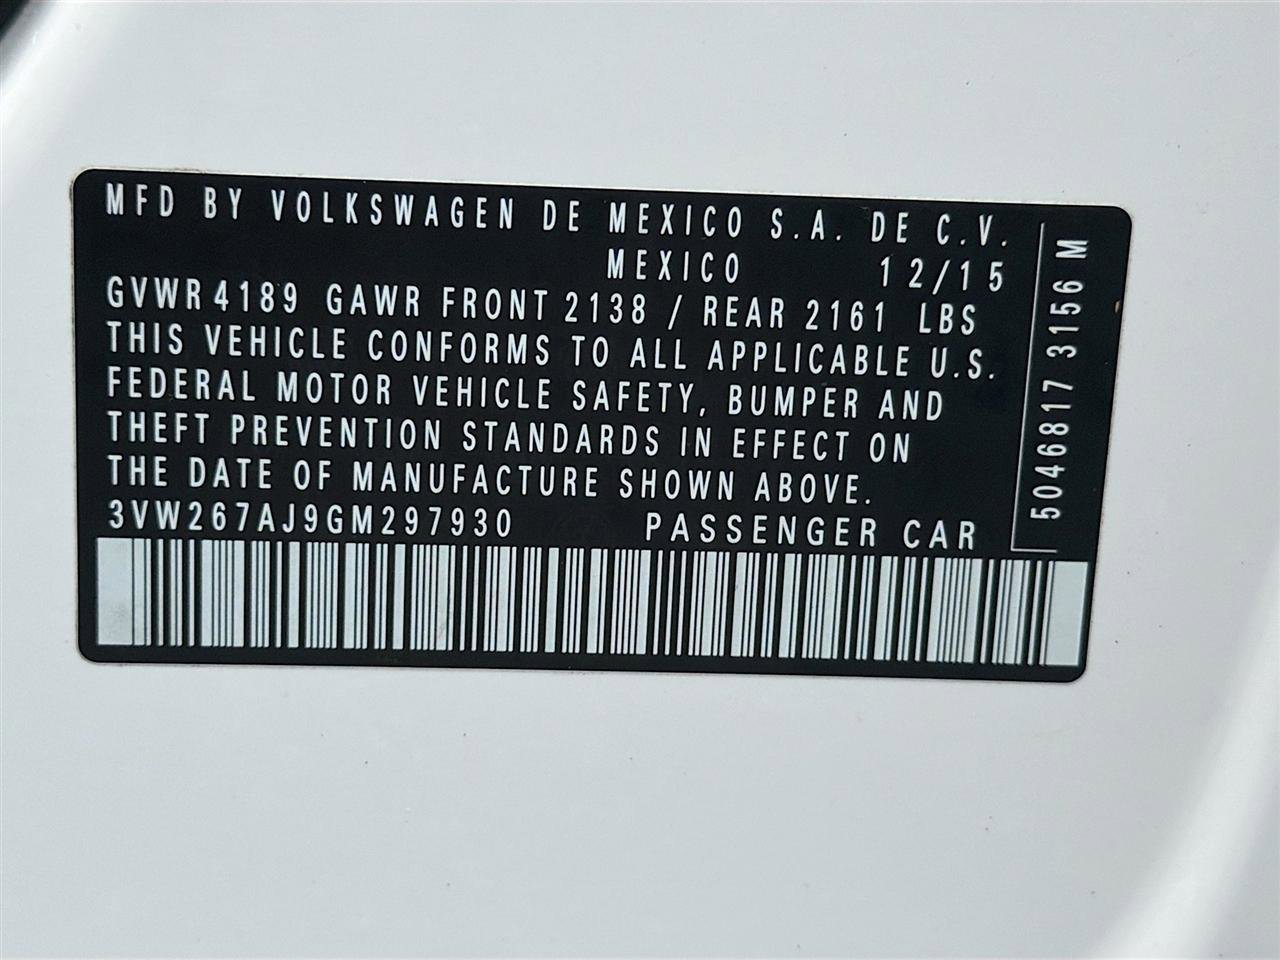 MFD BY VOLKSWAGEN DE MEXICO S.A. DE C.V.
MEXICO 12/15
GVWR 4189 GAWR FRONT 2138 / REAR 2161 LBS
THIS VEHICLE CONFORMS TO ALL APPLICABLE U.S.
FEDERAL MOTOR VEHICLE SAFETY, BUMPER AND
THEFT PREVENTION STANDARDS IN EFFECT ON
THE DATE OF MANUFACTURE SHOWN ABOVE.
3VW267AJ9GM297930 PASSENGER CAR
5046817 3156 M